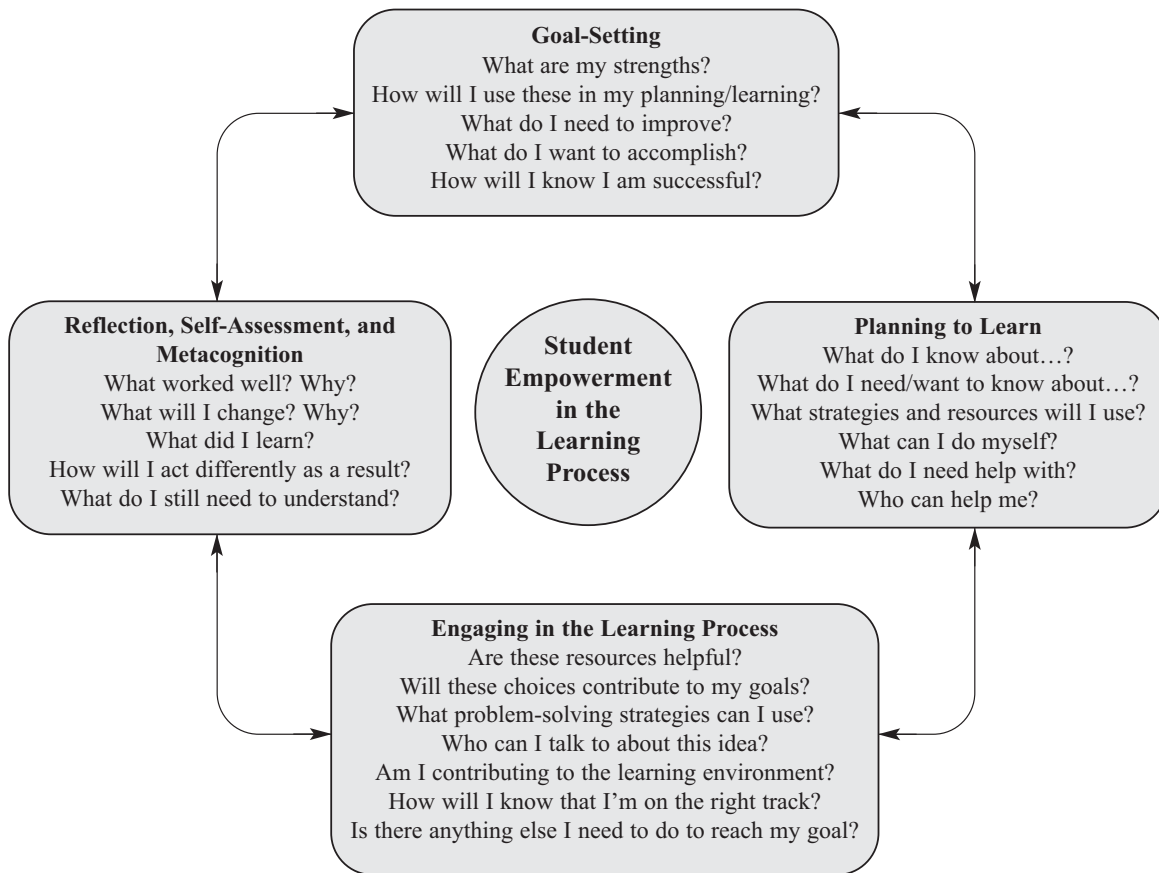 Goal-Setting
What are my strengths?
How will I use these in my planning/learning?
What do I need to improve?
What do I want to accomplish?
How will I know I am successful?
Reflection, Self-Assessment, and
Metacognition
What worked well? Why?
What will I change? Why?
What did I learn?
How will I act differently as a result?
What do I still need to understand?
Student
Empowerment
in the
Learning
Process
Planning to Learn
What do I know about…?
What do I need/want to know about…?
What strategies and resources will I use?
What can I do myself?
What do I need help with?
Who can help me?
Engaging in the Learning Process
Are these resources helpful?
Will these choices contribute to my goals?
What problem-solving strategies can I use?
Who can I talk to about this idea?
Am I contributing to the learning environment?
How will I know that I’m on the right track?
Is there anything else I need to do to reach my goal?